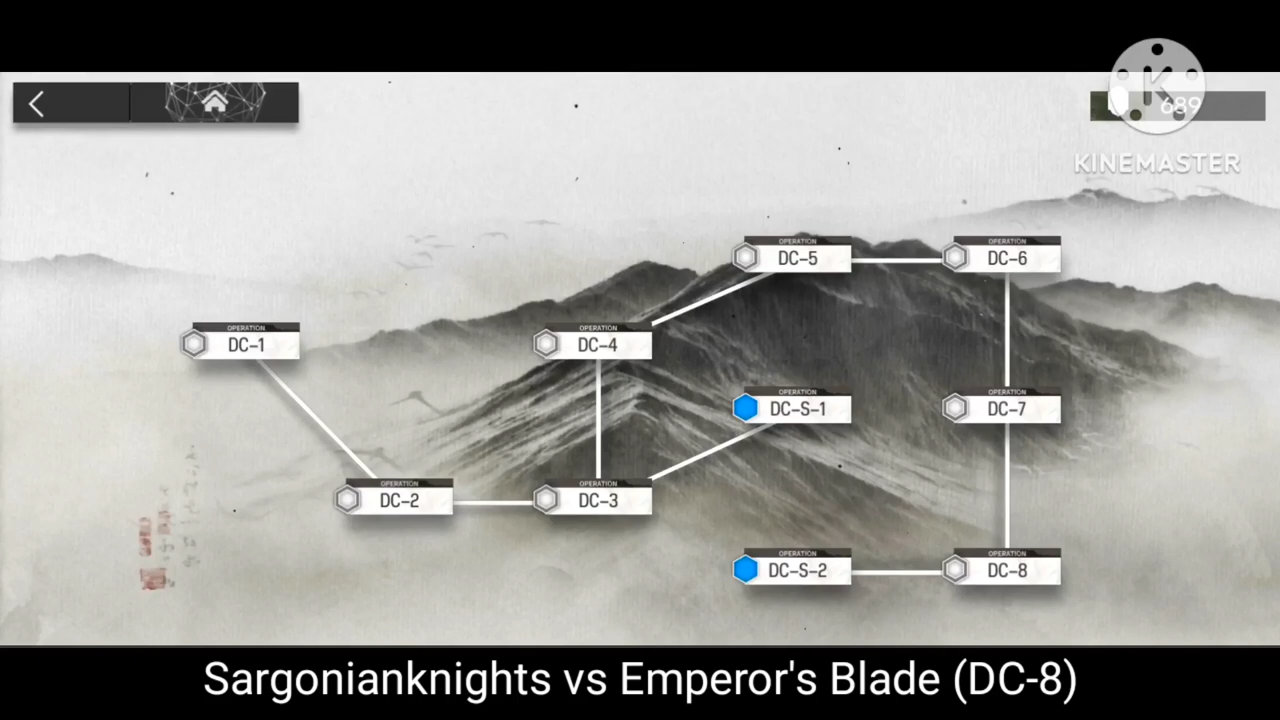 689
KINEMASTER
OPERATION
DC-5
OPERATION
DC-6
OPERATION
DC-1
OPERATION
DC-4
OPERATION
DC-S-1
OPERATION
DC-7
OPERATION
DC-2
OPERATION
DC-3
OPERATION
DC-S-2
OPERATION
DC-8
Sargonianknights vs Emperor's Blade (DC-8)